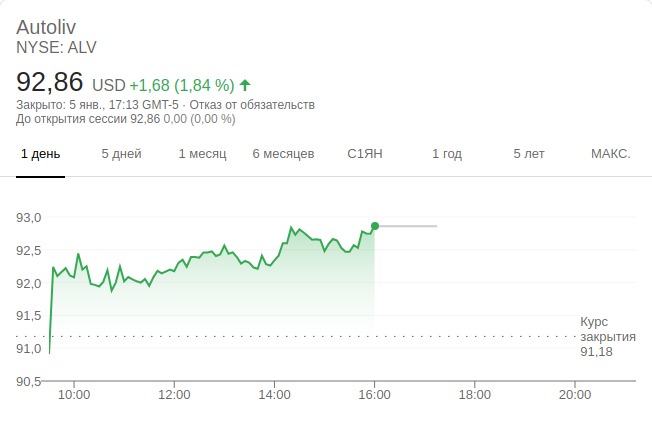 Autoliv
NYSE: ALV
92,86 USD +1,68 (1,84 %)
Закрыто: 5 янв., 17:13 GMT-5 · Отказ от обязательств
До открытия сессии 92,86 0,00 (0,00 %)
1 день 5 дней 1 месяц 6 месяцев С1ЯН 1 год 5 лет МАКС.
93,0
92,5
92,0
91,5
91,0
90,5
Курс
закрытия
91,18
10:00 12:00 14:00 16:00 18:00 20:00